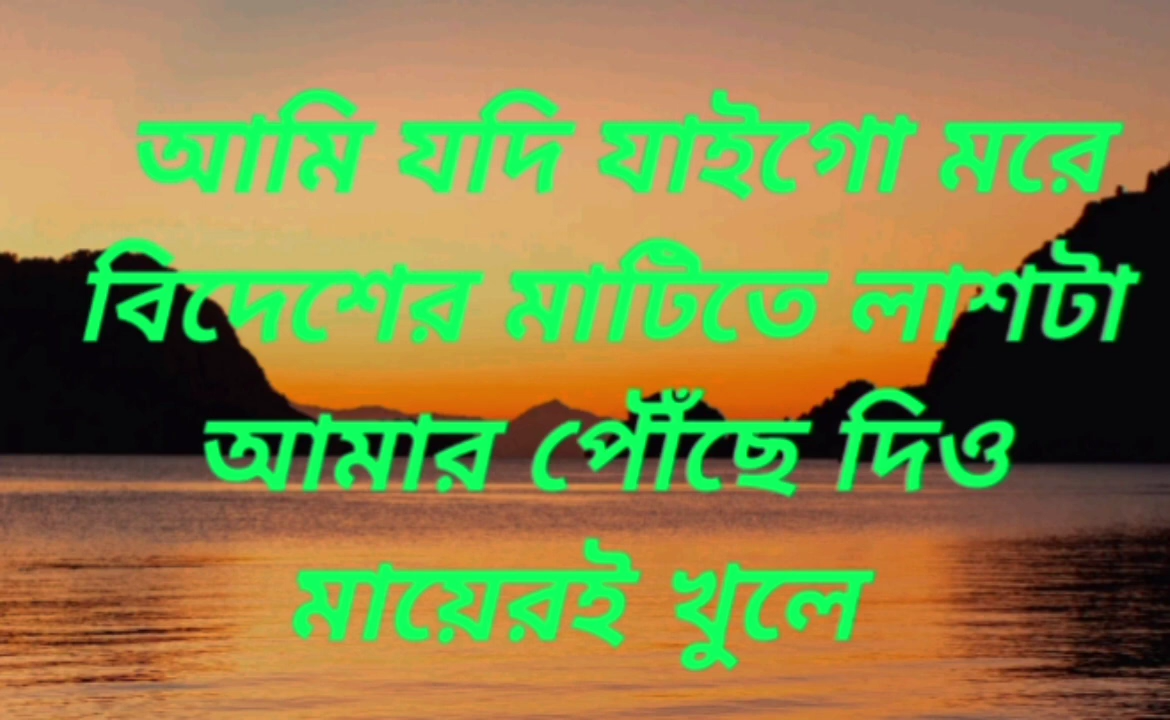 আমি যদি যাইগো মরে
বিদেশের মাটিতে লাশটা
আমার পৌঁছে দিও
মায়েরই খুলে